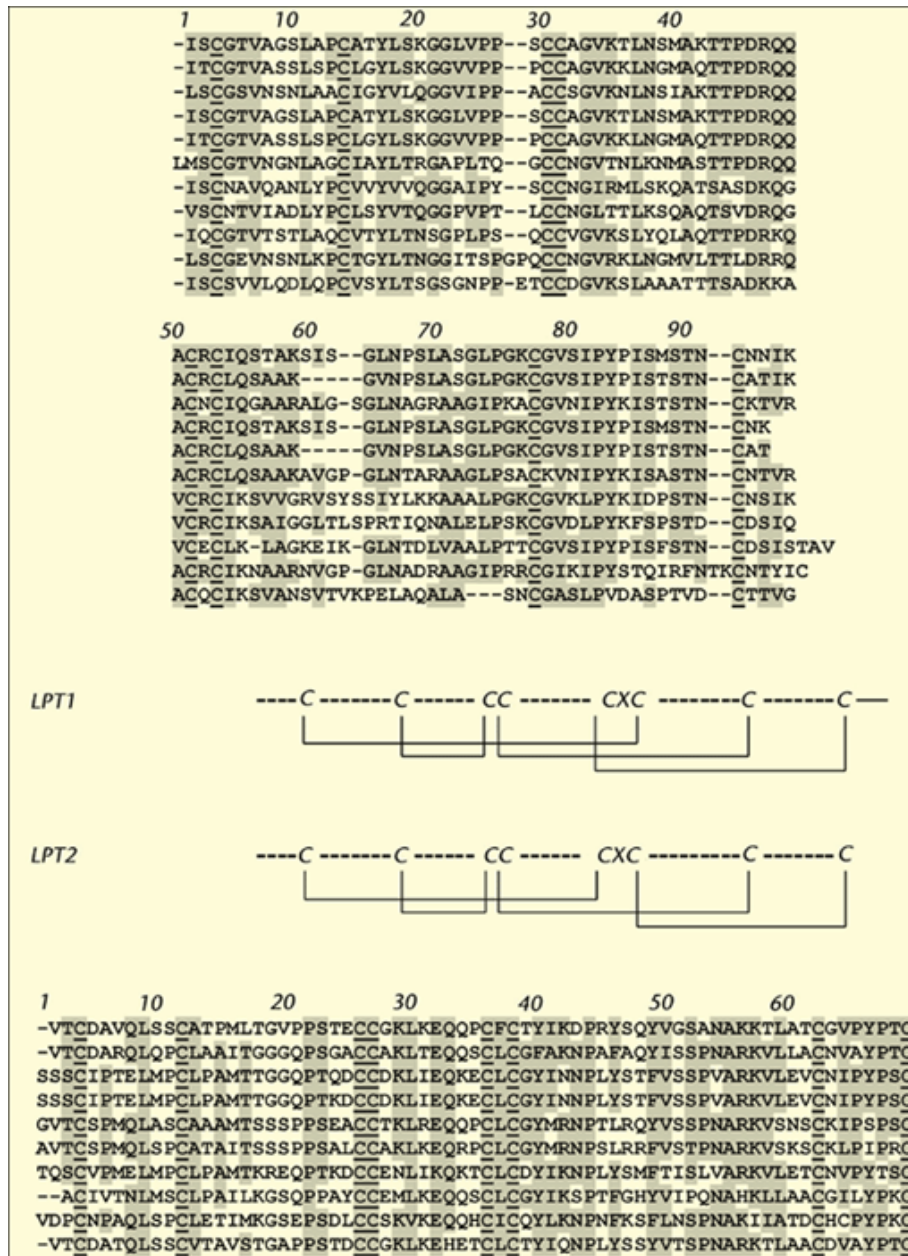 1 10 20 30 40
-ISCGTVAGSLAPCATYLSKGGLVPP--SCCAGVKTLNSMAKTTPDRQQ
-ITCGTVASSLSPCLGYLSKGGVVPP--PCCAGVKKLNGMAQTTPDRQQ
-LSCGSVNSNLAACIGYVLQGGVIPP--ACCSGVKNLNSIAKTTPDRQQ
-ISCGTVAGSLAPCATYLSKGGLVPP--SCCAGVKTLNSMAKTTPDRQQ
-ITCGTVASSLSPCLGYLSKGGVVPP--PCCAGVKKLNGMAQTTPDRQQ
LMSCGTVNGNLAGCIAYLTRGAPLTQ--GCCNGVTNLKNMASTTPDRQQ
-ISCNAVQANLYPCVVYVVQGGAIPY--SCCNGIRMLSKQATSASDKQG
-VSCNTVIADLYPCLSYVTQGGPVPT--LCCNGLTTLKSQAQTSVDRQG
-IQCGTVTSTLAQCVTYLTNSGPLPS--QCCVGVKSLYQLAQTTPDRKQ
-LSCGEVNSNLKPCTGYLTNGGITSPGPQCCNGVRKLNGMVLTTLDRRQ
-ISCSVVLQDLQPCVSYLTSGSGNPP-ETCCDGVKSLAAATTTSADKKA
50 60 70 80 90
ACRCIQSTAKSIS--GLNPSLASGLPGKCGVSIPYPISMSTN--CNNIK
ACRCLQSAAK-----GVNPSLASGLPGKCGVSIPYPISTSTN--CATIK
ACNCIQGAARALG-SGLNAGRAAGIPKACGVNIPYKISTSTN--CKTVR
ACRCIQSTAKSIS--GLNPSLASGLPGKCGVSIPYPISMSTN--CNK
ACRCLQSAAK-----GVNPSLASGLPGKCGVSIPYPISTSTN--CAT
ACRCLQSAAKAVGP-GLNTARAAGLPSACKVNIPYKISASTN--CNTVR
VCRCIKSVVGRVSYSSIYLKKAAALPGKCGVKLPYKIDPSTN--CNSIK
VCRCIKSAIGGLTLSPRTIQNALELPSKCGVDLPYKFSPSTD--CDSIQ
VCECLK-LAGKEIK-GLNTDLVAALPTTCGVSIPYPISFSTN--CDSISTAV
ACRCIKNAARNVGP-GLNADRAAGIPRRCGIKIPYSTQIRFNTKCNTYIC
ACQCIKSVANSVTVKPELAQALA---SNCGASLPVDASPTVD--CTTVG
LPT1 ----C-------C------CC-------CXC--------C-------C—
LPT2 ----C-------C------CC------CXC---------C-------C
1 10 20 30 40 50 60
-VTCDAVQLSSCATPMLTGVPPSTECCGKLKEQQPCFCTYIKDPRYSQYVGSANAKKTLATCGVPYPTC
-VTCDARQLQPCLAAITGGGQPSGACCAKLTEQQSCLCGFAKNPAFAQYISSPNARKVLLACNVAYPTC
SSSCIPTELMPCLPAMTTGGQPTQDCCDKLIEQKECLCGYINNPLYSTFVSSPVARKVLEVCNIPYPSC
SSSCIPTELMPCLPAMTTGGQPTKDCCDKLIEQKECLCGYINNPLYSTFVSSPVARKVLEVCNIPYPSC
GVTCSPMQLASCAAAMTSSSPPSEACCTKLREQQPCLCGYMRNPTLRQYVSSPNARKVSNSCKIPSPSC
AVTCSPMQLSPCATAITSSSPPSALCCAKLKEQRPCLCGYMRNPSLRRFVSTPNARKVSKSCKLPIPRC
TQSCVPMELMPCLPAMTKREQPTKDCCENLIKQKTCLCDYIKNPLYSMFTISLVARKVLETCNVPYTSC
--ACIVTNLMSCLPAILKGSQPPAYCCEMLKEQQSCLCGYIKSPTFGHYVIPQNAHKLLAACGILYPKC
VDPCNPAQLSPCLETIMKGSEPSDLCCSKVKEQQHCICQYLKNPNFKSFLNSPNAKIIATDCHCPYPKC
-VTCDATQLSSCVTAVSTGAPPSTDCCGKLKEHETCLCTYIQNPLYSSYVTSPNARKTLAACDVAYPTC